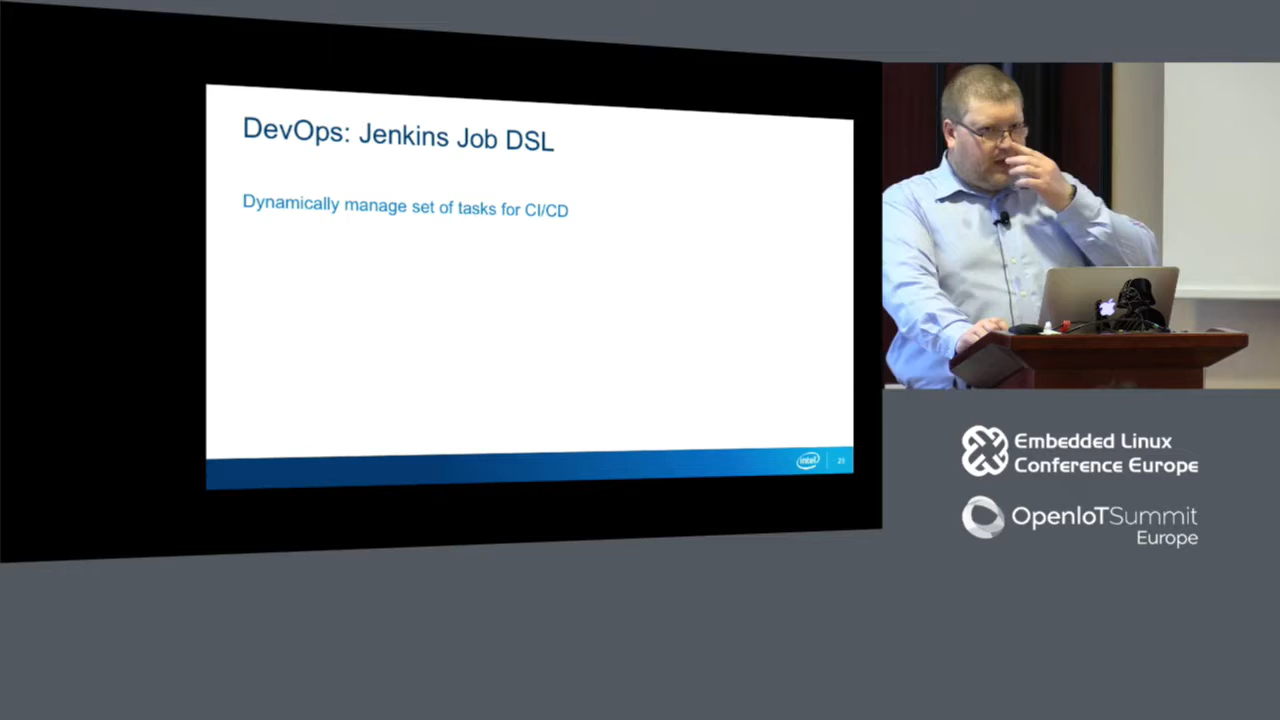 DevOps: Jenkins Job DSL
Dynamically manage set of tasks for CI/CD
intel
Embedded Linux
Conference Europe
OpenIoTSummit
Europe